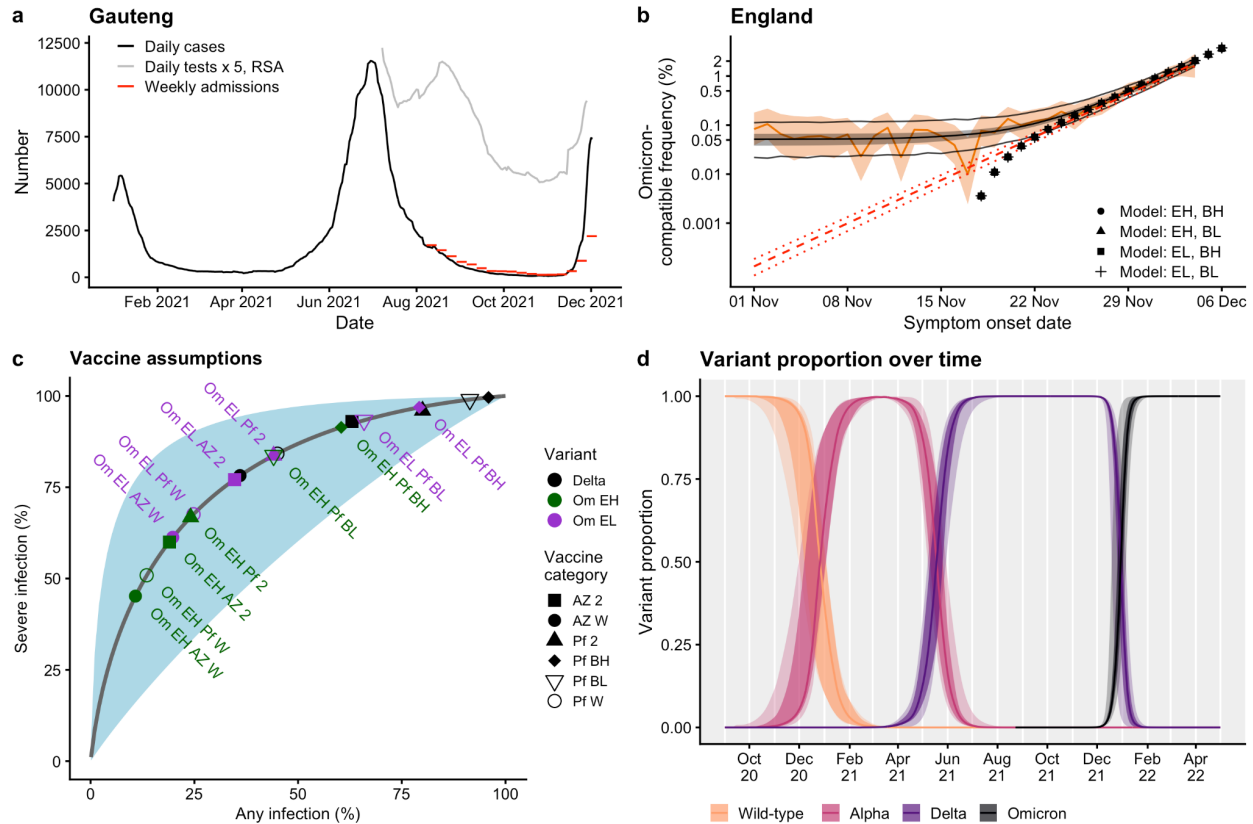 a Gauteng
12500
10000
7500
5000
2500
0
Number
Daily cases
Daily tests x 5, RSA
Weekly admissions
Feb 2021 Apr 2021 Jun 2021 Aug 2021 Oct 2021 Dec 2021
Date
b England
2
1
0.5
0.1
0.05
0.01
0.001
Omicron-
compatible frequency (%)
Model: EH, BH
Model: EH, BL
Model: EL, BH
Model: EL, BL
01 Nov 08 Nov 15 Nov 22 Nov 29 Nov 06 Dec
Symptom onset date
c Vaccine assumptions
100
75
50
25
0
Severe infection (%)
Om EL Pf 2
Om EL AZ 2
Om EL Pf W
Om EL AZ W
Om EL Pf BH
Om EL Pf BL
Om EH Pf BH
Om EH Pf BL
Om EH Pf 2
Om EH AZ 2
Om EH Pf W
Om EH AZ W
0 25 50 75 100
Any infection (%)
Variant
Delta
Om EH
Om EL
Vaccine
category
AZ 2
AZ W
Pf 2
Pf BH
Pf BL
Pf W
d Variant proportion over time
1.00
0.75
0.50
0.25
0.00
Variant proportion
Oct Dec Feb Apr Jun Aug Oct Dec Feb Apr
20 20 21 21 21 21 21 21 22 22
Wild-type Alpha Delta Omicron